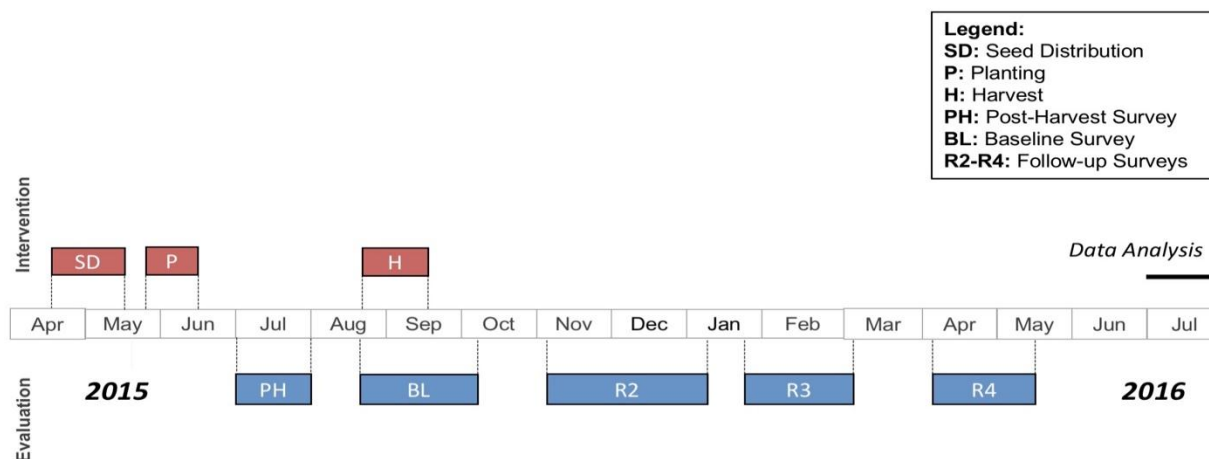 Legend:
SD: Seed Distribution
P: Planting
H: Harvest
PH: Post-Harvest Survey
BL: Baseline Survey
R2-R4: Follow-up Surveys
Intervention
SD P H
Data Analysis
Apr May Jun Jul Aug Sep Oct Nov Dec Jan Feb Mar Apr May Jun Jul
PH BL R2 R3 R4
2015 2016
Evaluation